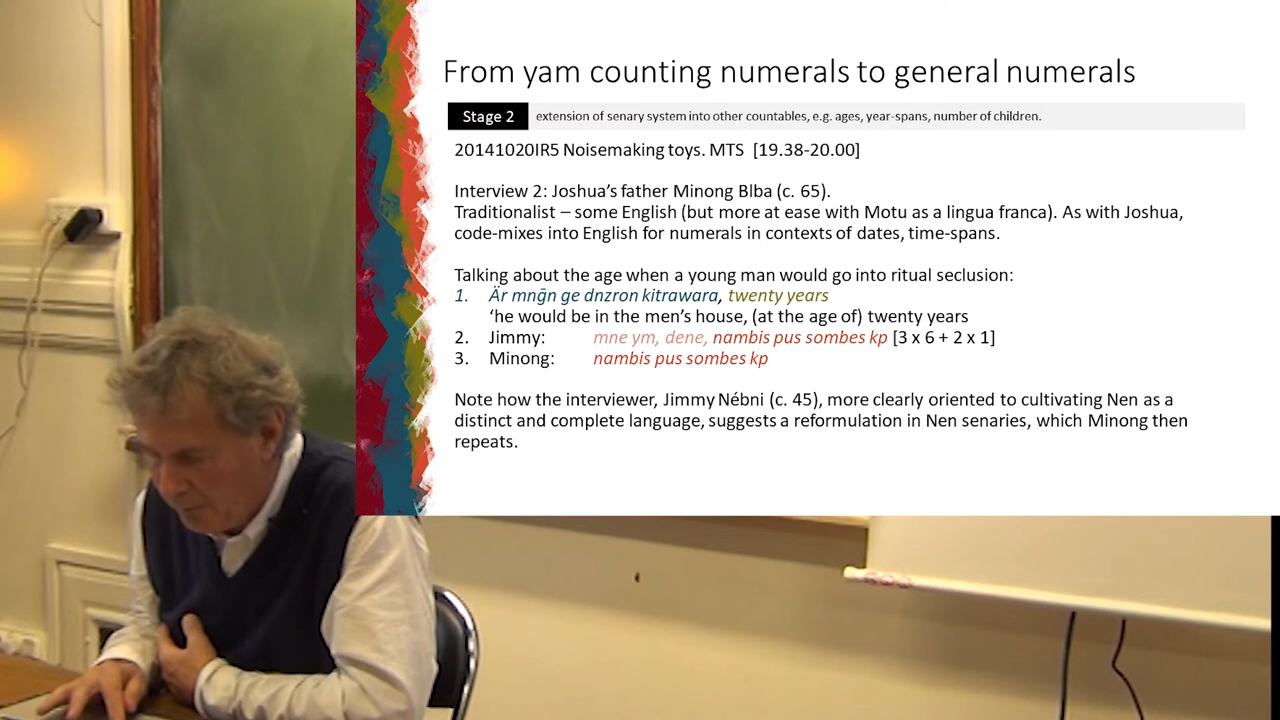 From yam counting numerals to general numerals
Stage 2 extension of senary system into other countables, e.g. ages, year-spans, number of children.
20141020IR5 Noisemaking toys. MTS [19.38-20.00]
Interview 2: Joshua's father Minong Blba (c. 65).
Traditionalist – some English (but more at ease with Motu as a lingua franca). As with Joshua,
code-mixes into English for numerals in contexts of dates, time-spans.
Talking about the age when a young man would go into ritual seclusion:
1. Är mnḡn ge dnzron kitrawara, twenty years
'he would be in the men's house, (at the age of) twenty years
2. Jimmy: mne ym, dene, nambis pus sombes kp [3 x 6 + 2 x 1]
3. Minong: nambis pus sombes kp
Note how the interviewer, Jimmy Nébni (c. 45), more clearly oriented to cultivating Nen as a
distinct and complete language, suggests a reformulation in Nen senaries, which Minong then
repeats.